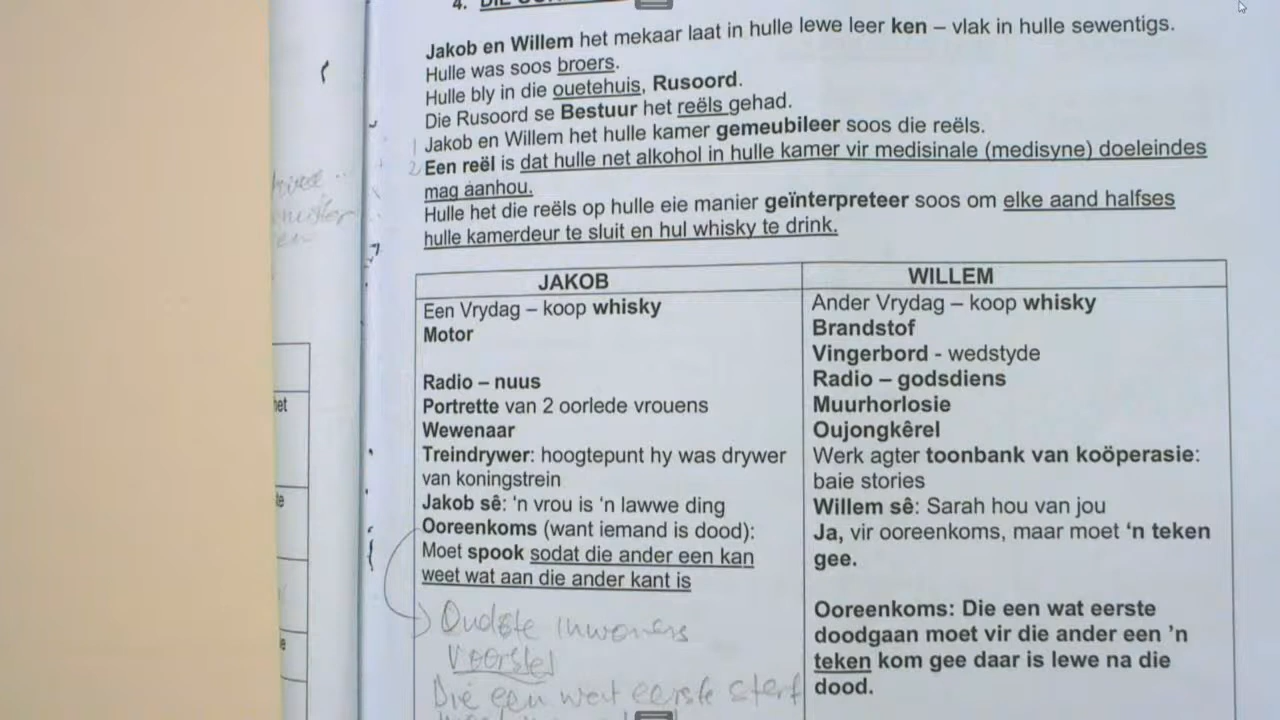 4.
Jakob en Willem het mekaar laat in hulle lewe leer ken – vlak in hulle sewentigs.
Hulle was soos broers.
Hulle bly in die ouetehuis, Rusoord.
Die Rusoord se Bestuur het reëls gehad.
1 Jakob en Willem het hulle kamer gemeubileer soos die reëls.
2 Een reël is dat hulle net alkohol in hulle kamer vir medisinale (medisyne) doeleindes
mag aanhou.
Hulle het die reëls op hulle eie manier geïnterpreteer soos om elke aand halfses
hulle kamerdeur te sluit en hul whisky te drink.
JAKOB
Een Vrydag – koop whisky
Motor
Radio – nuus
Portrette van 2 oorlede vrouens
Wewenaar
Treindrywer: hoogtepunt hy was drywer
van koningstrein
Jakob sê: 'n vrou is 'n lawwe ding
Ooreenkoms (want iemand is dood):
Moet spook sodat die ander een kan
weet wat aan die ander kant is
Oudste inwoners
Voorstel
Die een wat eerste sterf
WILLEM
Ander Vrydag – koop whisky
Brandstof
Vingerbord - wedstyde
Radio – godsdiens
Muurhorlosie
Oujongkêrel
Werk agter toonbank van koöperasie:
baie stories
Willem sê: Sarah hou van jou
Ja, vir ooreenkoms, maar moet 'n teken
gee.
Ooreenkoms: Die een wat eerste
doodgaan moet vir die ander een 'n
teken kom gee daar is lewe na die
dood.